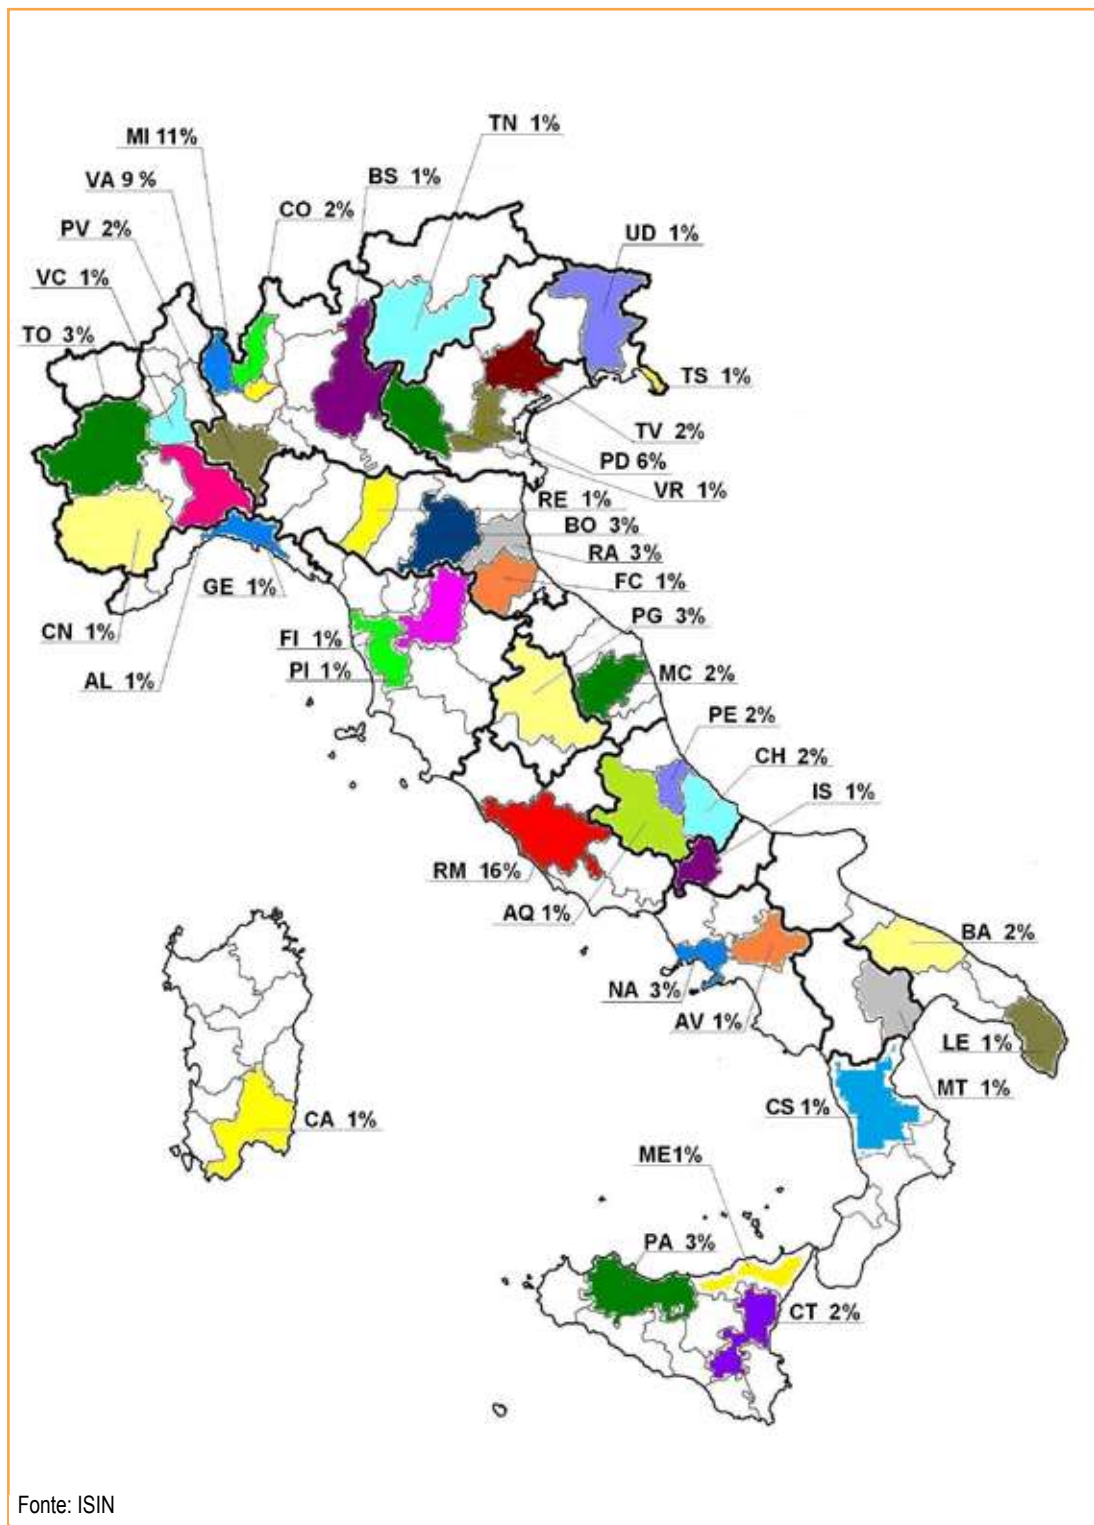 TN 1%
MI 11%
BS 1%
VA 9 %
CO 2%
PV 2%
UD 1%
VC 1%
TO 3%
TS 1%
TV 2%
PD 6%
VR 1%
RE 1%
BO 3%
RA 3%
FC 1%
GE 1%
PG 3%
CN 1%
FI 1%
PI 1%
AL 1%
MC 2%
PE 2%
CH 2%
IS 1%
RM 16%
AQ 1%
BA 2%
NA 3%
AV 1%
LE 1%
MT 1%
CS 1%
CA 1%
ME1%
PA 3%
CT 2%
Fonte: ISIN